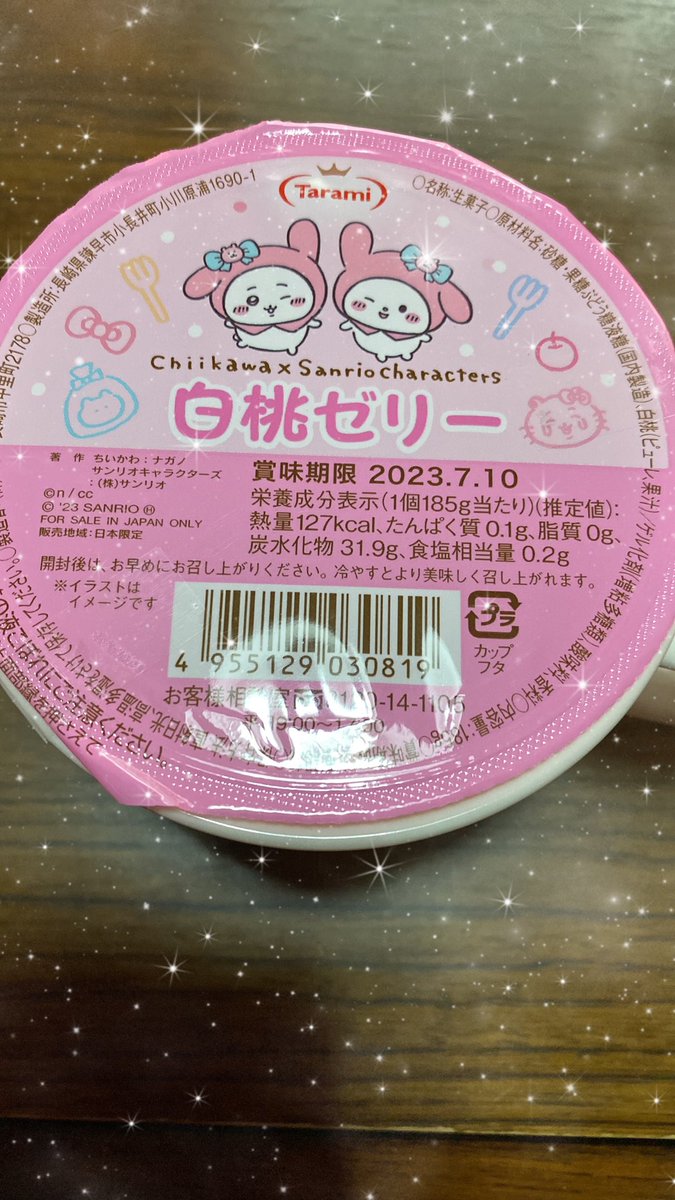 Tarami
Chiikawa x Sanrio characters
白桃ゼリー
著作 ちいかわ:ナガノ
サンリオキャラクターズ
:(株)サンリオ
©n / cc
© '23 SANRIO Ⓗ
FOR SALE IN JAPAN ONLY
販売地域:日本限定
賞味期限 2023.7.10
栄養成分表示(1個185g当たり)(推定値):
熱量127kcal、たんぱく質 0.1g、脂質 0g、
炭水化物 31.9g、食塩相当量 0.2g
開封後は、お早めにお召し上がりください。冷やすとより美味しく召し上がれます。
※イラストは
イメージです
4 955129 030819
プラ
カップ
フタ
お客様相
-14-1105
○名称:生菓子○原材料名:砂糖・果糖ぶどう糖液糖(国内製造)、白桃(ピューレ、果汁)/ゲル化剤(増粘多糖類)、酸味料、香料○内容量:185g
○製造所:長崎県諫早市小長井町小川原浦1690-1